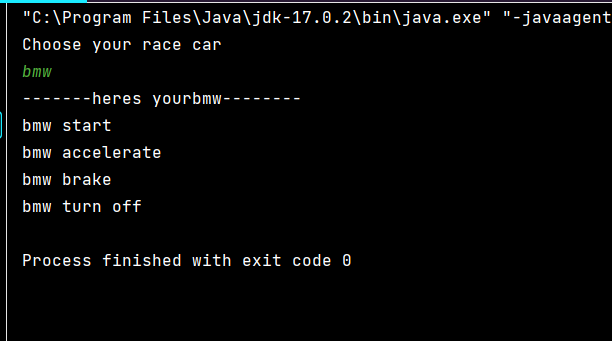 "C:\Program Files\Java\jdk-17.0.2\bin\java.exe" "-javaagent
Choose your race car
bmw
-------heres yourbmw--------
bmw start
bmw accelerate
bmw brake
bmw turn off
Process finished with exit code 0